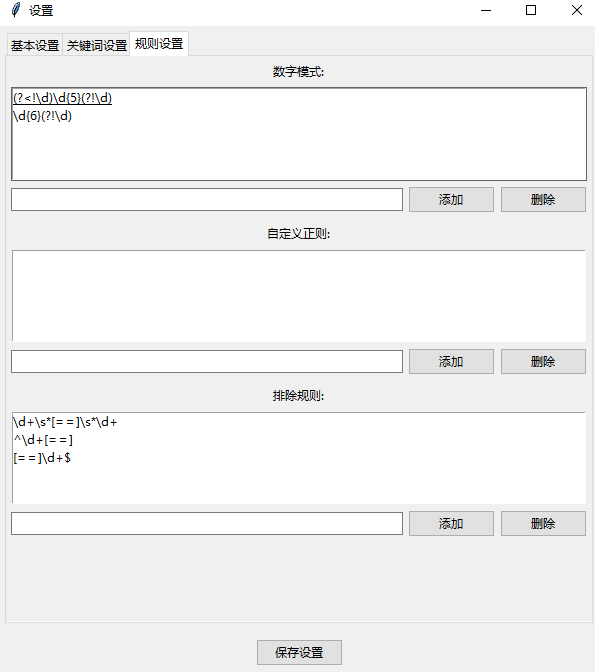 设置
基本设置 关键词设置 规则设置
数字模式:
(?<!\d)\d{5}(?!\d)
\d{6}(?!\d)
添加 删除
自定义正则:
添加 删除
排除规则:
\d+\s*[==]\s*\d+
^\d+[==]
[==]\d+$
添加 删除
保存设置